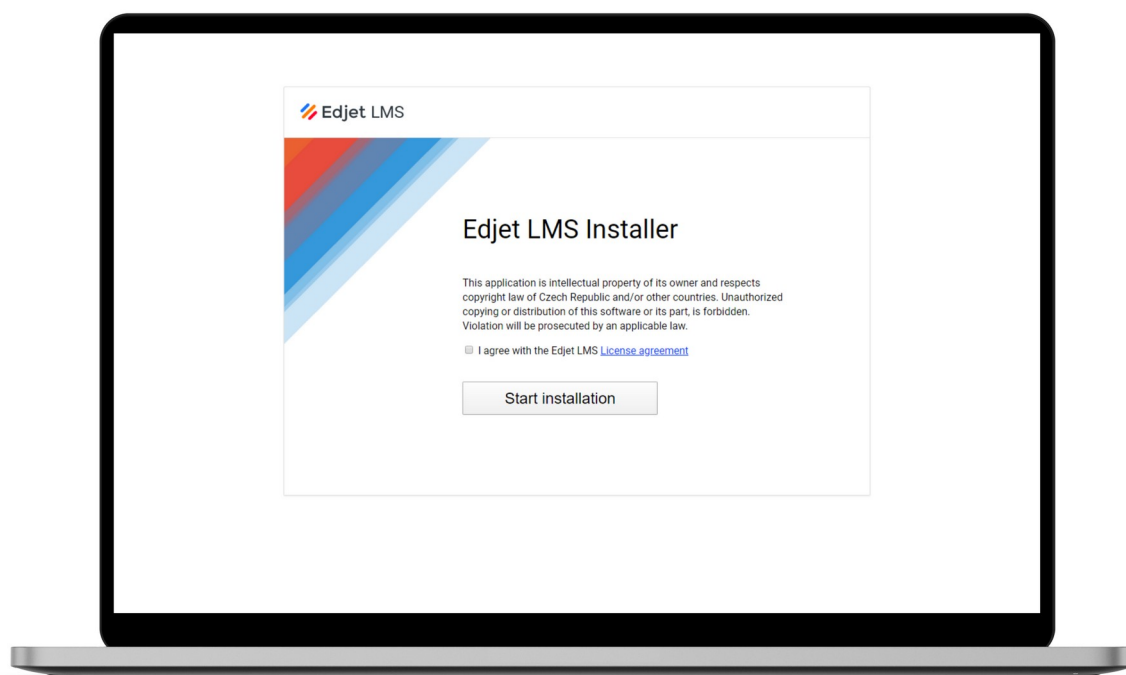 Edjet LMS
Edjet LMS Installer
This application is intellectual property of its owner and respects
copyright law of Czech Republic and/or other countries. Unauthorized
copying or distribution of this software or its part, is forbidden.
Violation will be prosecuted by an applicable law.
I agree with the Edjet LMS License agreement
Start installation